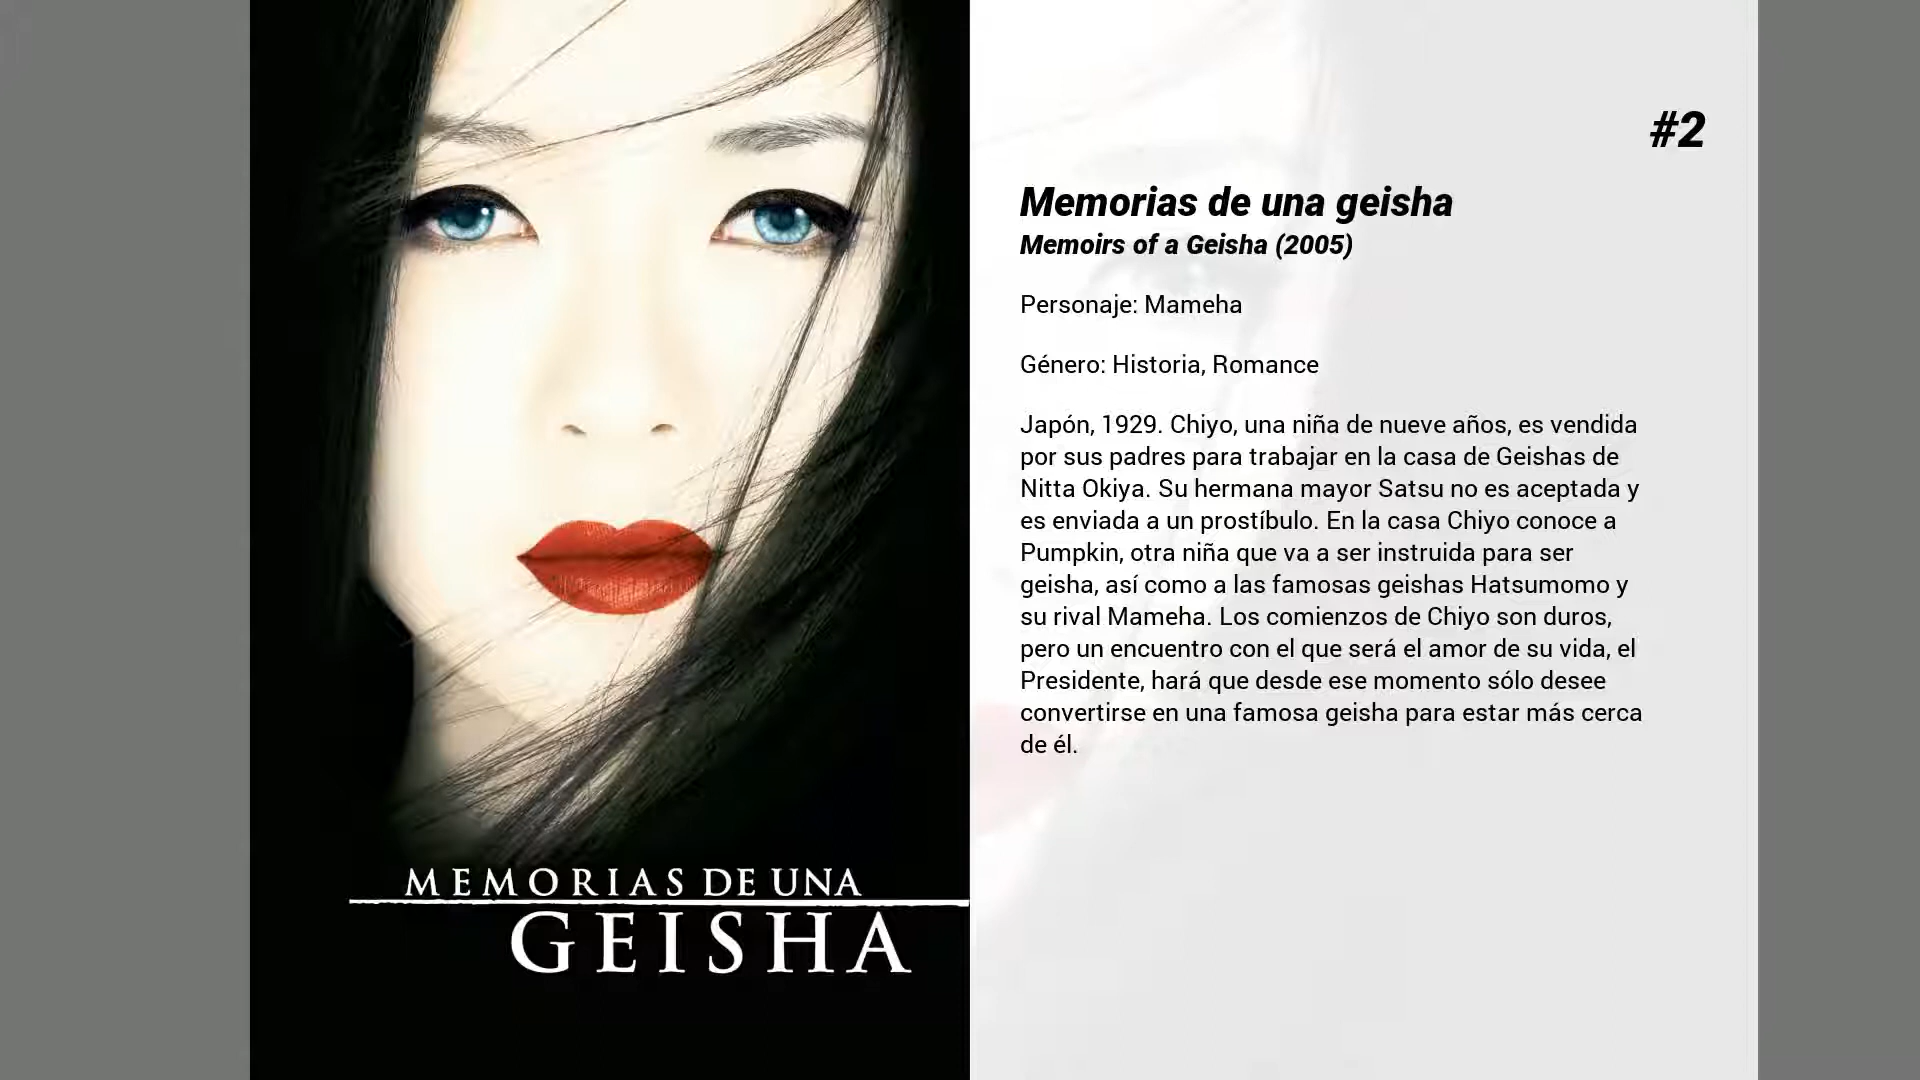 MEMORIAS DE UNA
GEISHA
#2
Memorias de una geisha
Memoirs of a Geisha (2005)
Personaje: Mameha
Género: Historia, Romance
Japón, 1929. Chiyo, una niña de nueve años, es vendida
por sus padres para trabajar en la casa de Geishas de
Nitta Okiya. Su hermana mayor Satsu no es aceptada y
es enviada a un prostíbulo. En la casa Chiyo conoce a
Pumpkin, otra niña que va a ser instruida para ser
geisha, así como a las famosas geishas Hatsumomo y
su rival Mameha. Los comienzos de Chiyo son duros,
pero un encuentro con el que será el amor de su vida, el
Presidente, hará que desde ese momento sólo desee
convertirse en una famosa geisha para estar más cerca
de él.